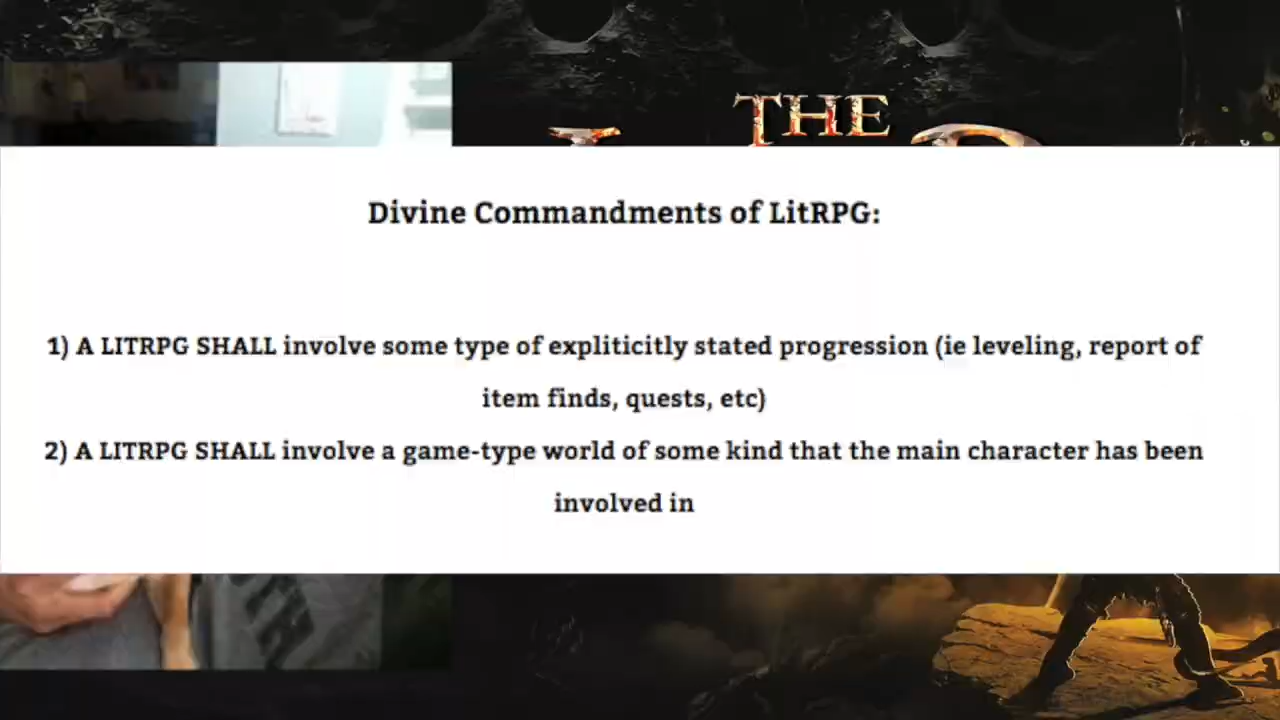 THE
Divine Commandments of LitRPG:
1) A LITRPG SHALL involve some type of expliticitly stated progression (ie leveling, report of
item finds, quests, etc)
2) A LITRPG SHALL involve a game-type world of some kind that the main character has been
involved in